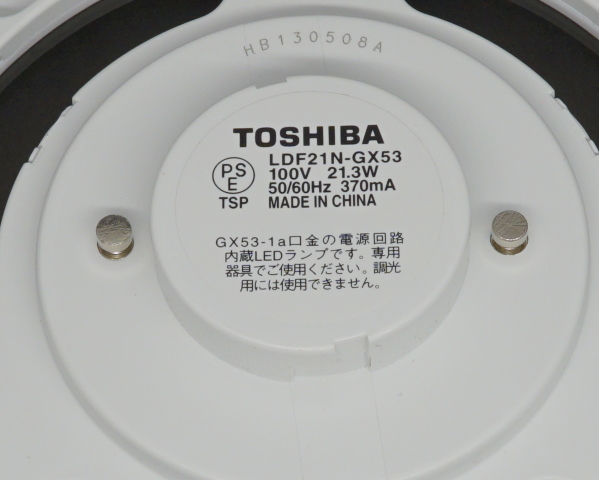 HB130508A
TOSHIBA
PS
E
TSP
LDF21N-GX53
100V 21.3W
50/60Hz 370mA
MADE IN CHINA
GX53-1a口金の電源回路
内蔵LEDランプです。専用
器具でご使用ください。調光
用には使用できません。